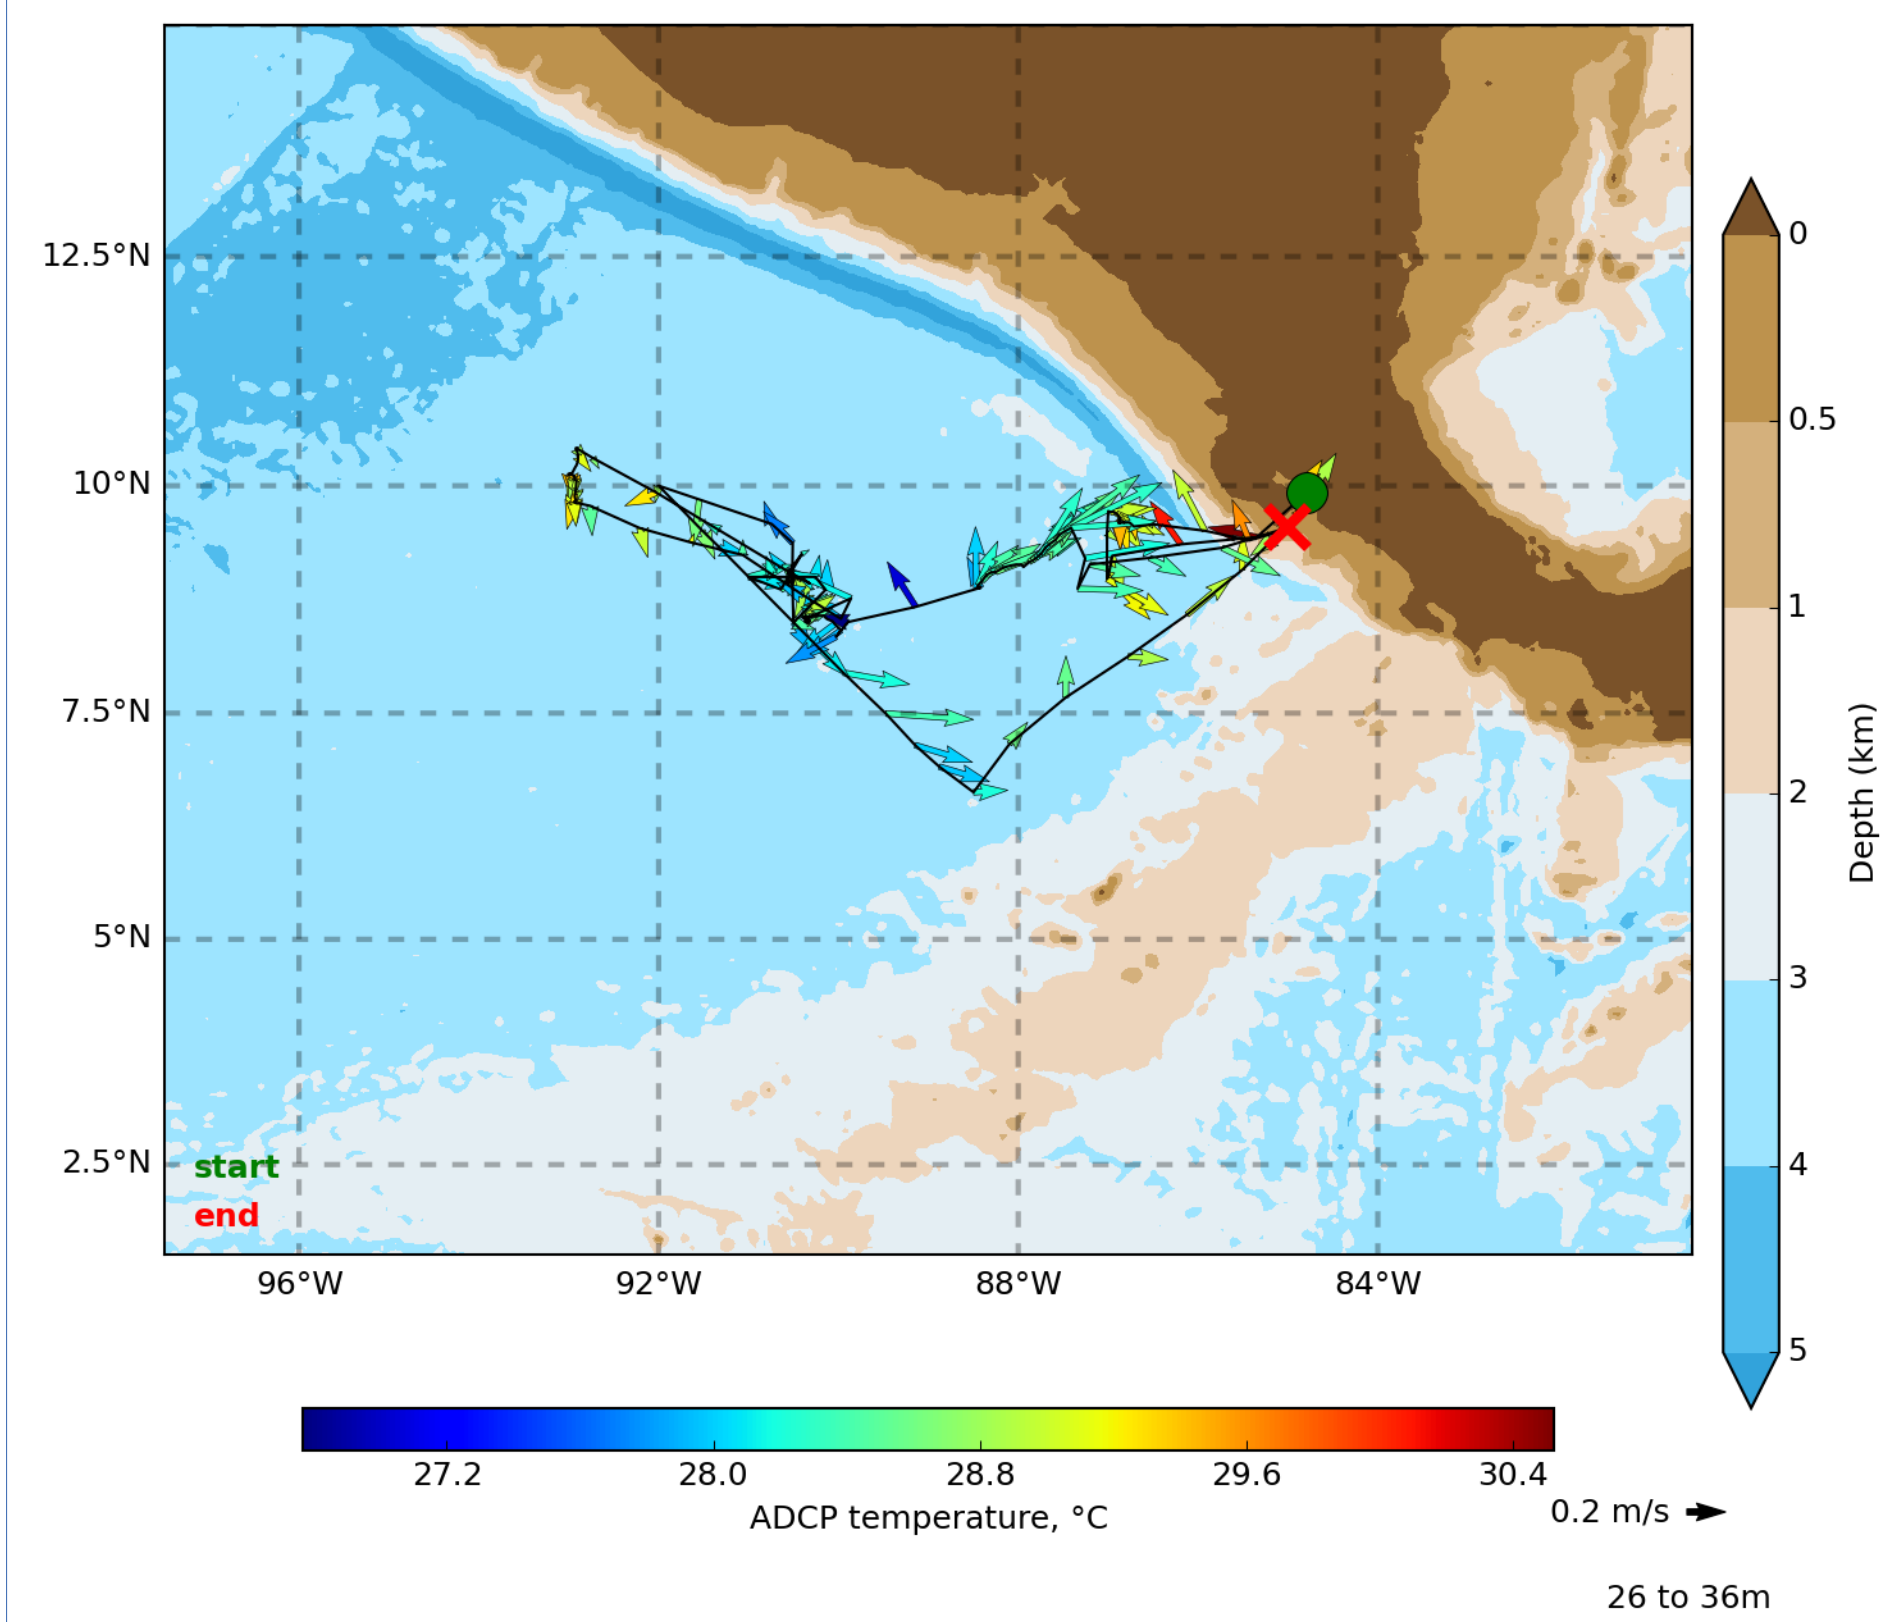 12.5°N
10°N
7.5°N
5°N
2.5°N
start
end
96°W 92°W 88°W 84°W
0
0.5
1
2
3
4
5
Depth (km)
27.2 28.0 28.8 29.6 30.4
ADCP temperature, °C
0.2 m/s
26 to 36m